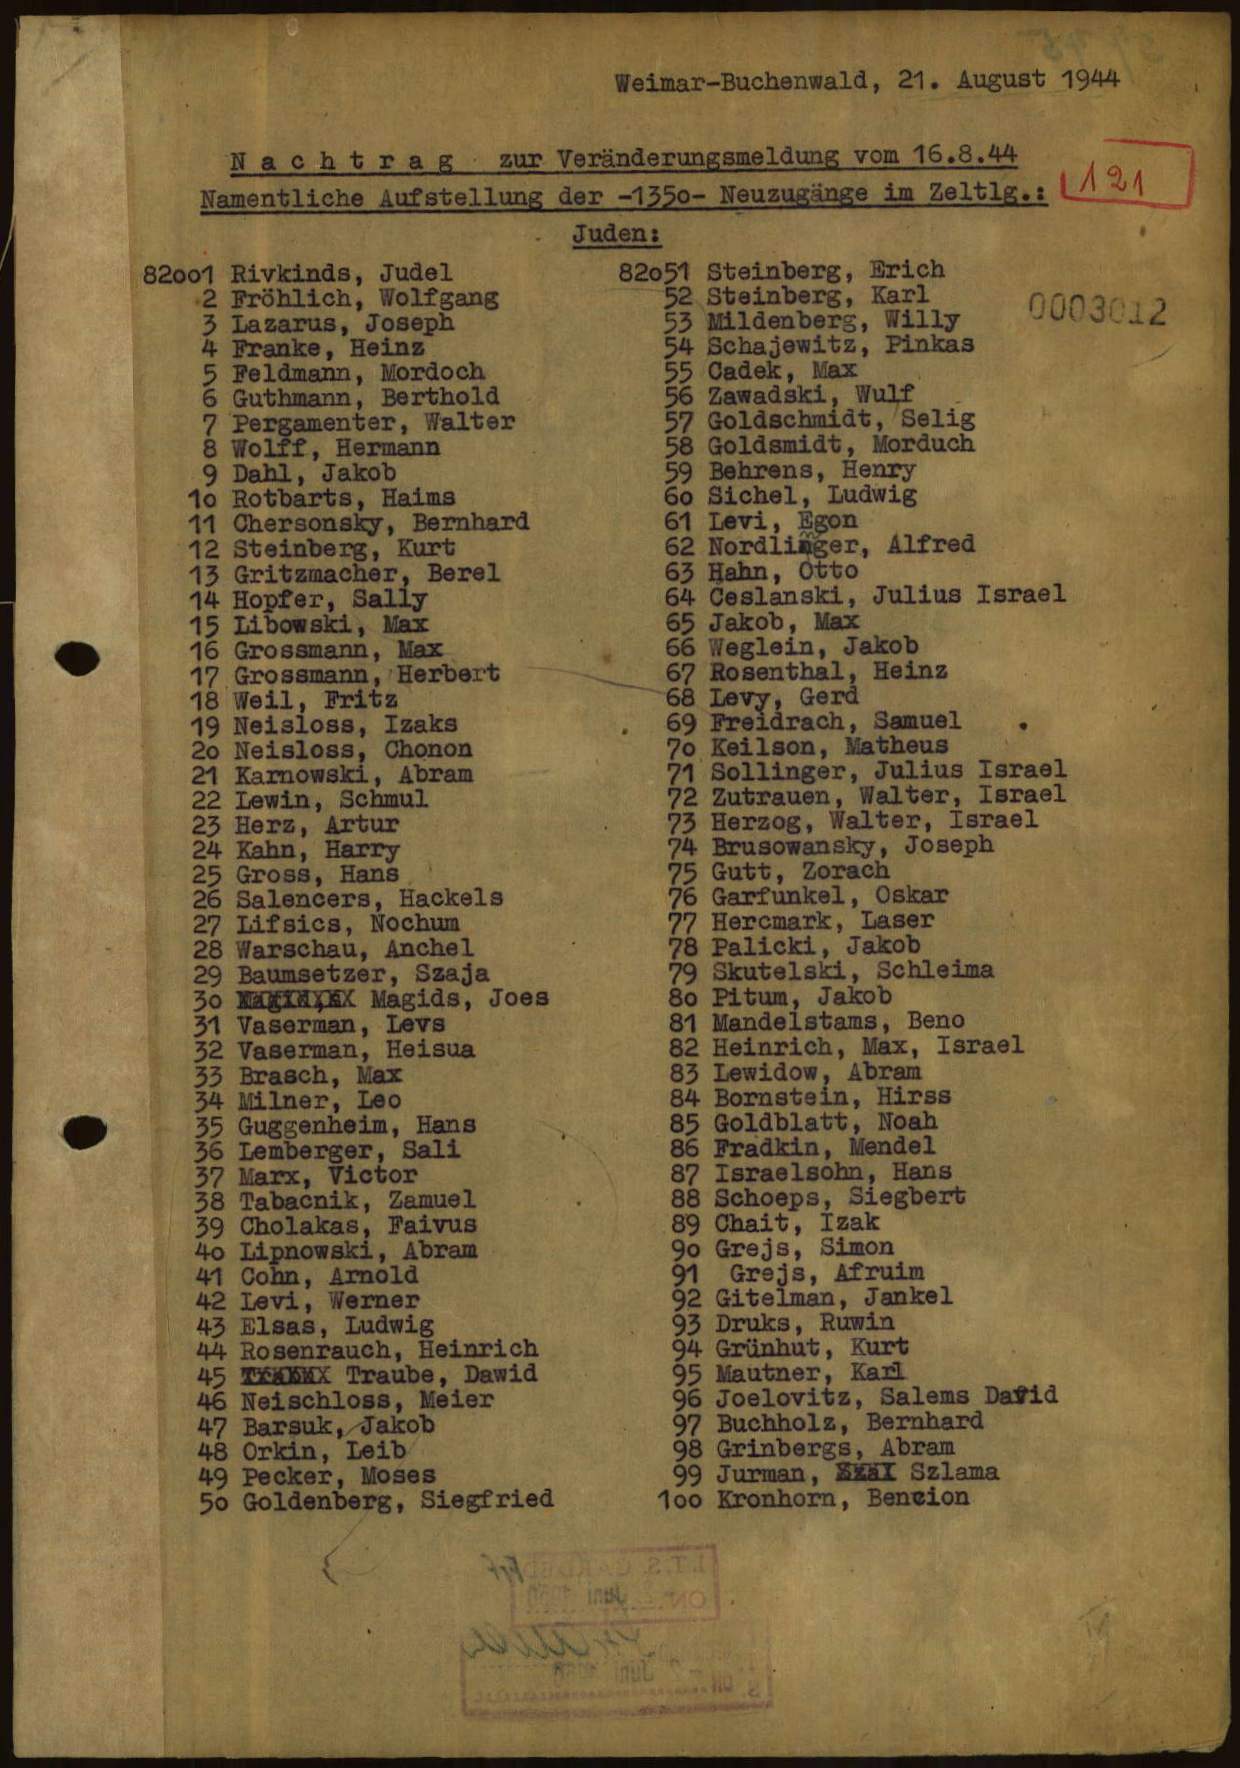 Weimar-Buchenwald, 21. August 1944
N a c h t r a g zur Veränderungsmeldung vom 16.8.44
Namentliche Aufstellung der -135o- Neuzugänge im Zeltlg.:
121
Juden:
0003012
82oo1 Rivkinds, Judel
2 Fröhlich, Wolfgang
3 Lazarus, Joseph
4 Franke, Heinz
5 Feldmann, Mordoch
6 Guthmann, Berthold
7 Pergamenter, Walter
8 Wolff, Hermann
9 Dahl, Jakob
1o Rotbarts, Haims
11 Chersonsky, Bernhard
12 Steinberg, Kurt
13 Gritzmacher, Berel
14 Hopfer, Sally
15 Libowski, Max
16 Grossmann, Max
17 Grossmann, Herbert
18 Weil, Fritz
19 Neisloss, Izaks
2o Neisloss, Chonon
21 Karnowski, Abram
22 Lewin, Schmul
23 Herz, Artur
24 Kahn, Harry
25 Gross, Hans
26 Salencers, Hackels
27 Lifsics, Nochum
28 Warschau, Anchel
29 Baumsetzer, Szaja
3o Magids, Joes
31 Vaserman, Levs
32 Vaserman, Heisua
33 Brasch, Max
34 Milner, Leo
35 Guggenheim, Hans
36 Lemberger, Sali
37 Marx, Victor
38 Tabacnik, Zamuel
39 Cholakas, Faivus
4o Lipnowski, Abram
41 Cohn, Arnold
42 Levi, Werner
43 Elsas, Ludwig
44 Rosenrauch, Heinrich
45 Traube, Dawid
46 Neischloss, Meier
47 Barsuk, Jakob
48 Orkin, Leib
49 Pecker, Moses
5o Goldenberg, Siegfried
82o51 Steinberg, Erich
52 Steinberg, Karl
53 Mildenberg, Willy
54 Schajewitz, Pinkas
55 Cadek, Max
56 Zawadski, Wulf
57 Goldschmidt, Selig
58 Goldsmidt, Morduch
59 Behrens, Henry
6o Sichel, Ludwig
61 Levi, Egon
62 Nordlinger, Alfred
63 Hahn, Otto
64 Ceslanski, Julius Israel
65 Jakob, Max
66 Weglein, Jakob
67 Rosenthal, Heinz
68 Levy, Gerd
69 Freidrach, Samuel
7o Keilson, Matheus
71 Sollinger, Julius Israel
72 Zutrauen, Walter, Israel
73 Herzog, Walter, Israel
74 Brusowansky, Joseph
75 Gutt, Zorach
76 Garfunkel, Oskar
77 Hercmark, Laser
78 Palicki, Jakob
79 Skutelski, Schleima
8o Pitum, Jakob
81 Mandelstams, Beno
82 Heinrich, Max, Israel
83 Lewidow, Abram
84 Bornstein, Hirss
85 Goldblatt, Noah
86 Fradkin, Mendel
87 Israelsohn, Hans
88 Schoeps, Siegbert
89 Chait, Izak
9o Grejs, Simon
91 Grejs, Afruim
92 Gitelman, Jankel
93 Druks, Ruwin
94 Grünhut, Kurt
95 Mautner, Karl
96 Joelovitz, Salems David
97 Buchholz, Bernhard
98 Grinbergs, Abram
99 Jurman, Szlama
1oo Kronhorn, Bencion